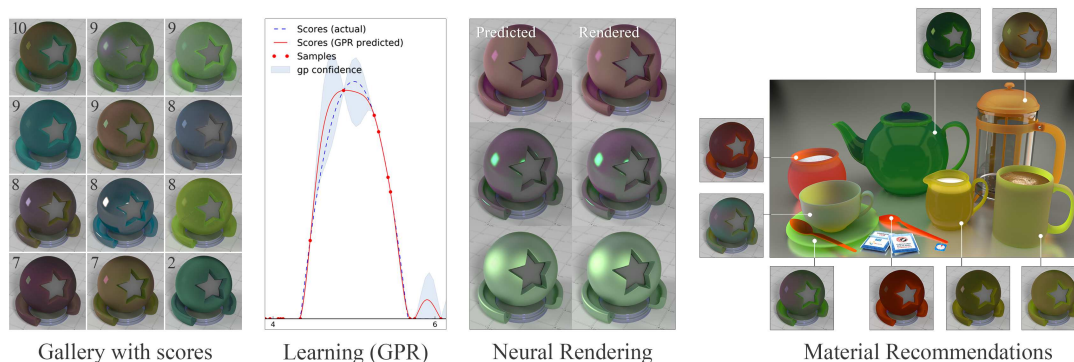 10 9 9
9 9 8
8 8 8
7 7 2
Scores (actual)
Scores (GPR predicted)
Samples
gp confidence
4 6
Predicted Rendered
Gallery with scores
Learning (GPR)
Neural Rendering
Material Recommendations